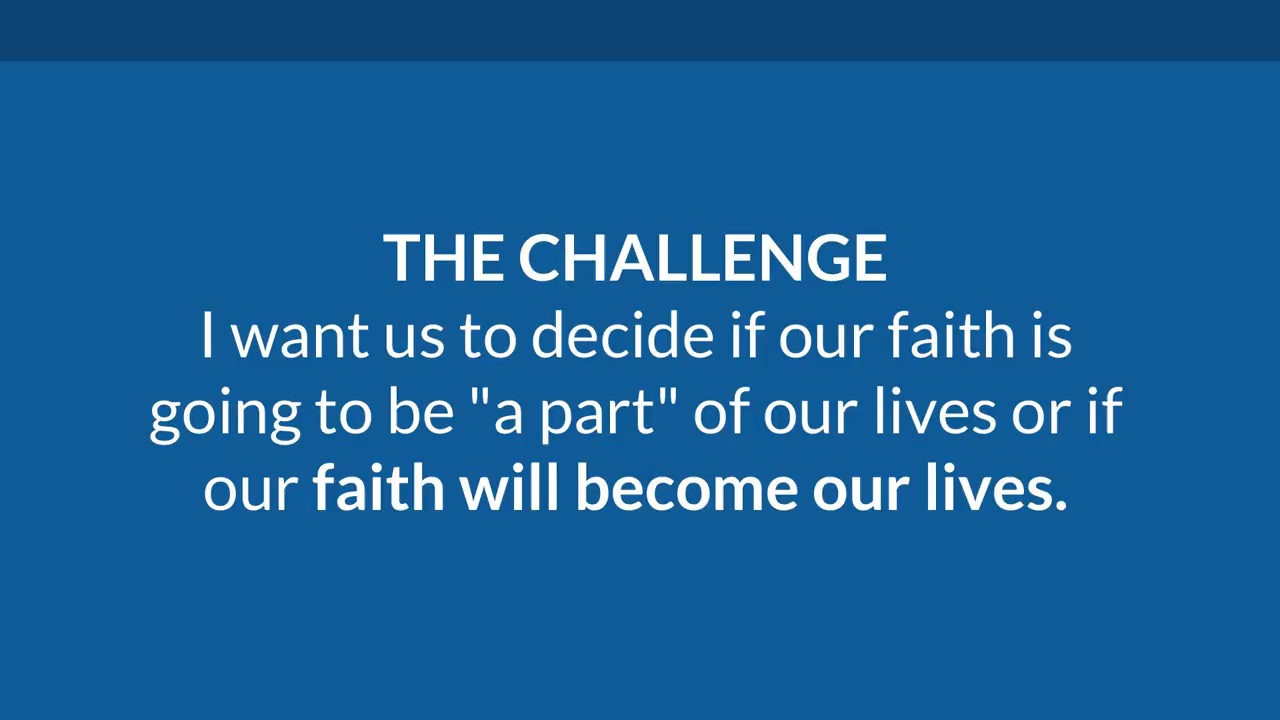 THE CHALLENGE
I want us to decide if our faith is
going to be "a part" of our lives or if
our faith will become our lives.